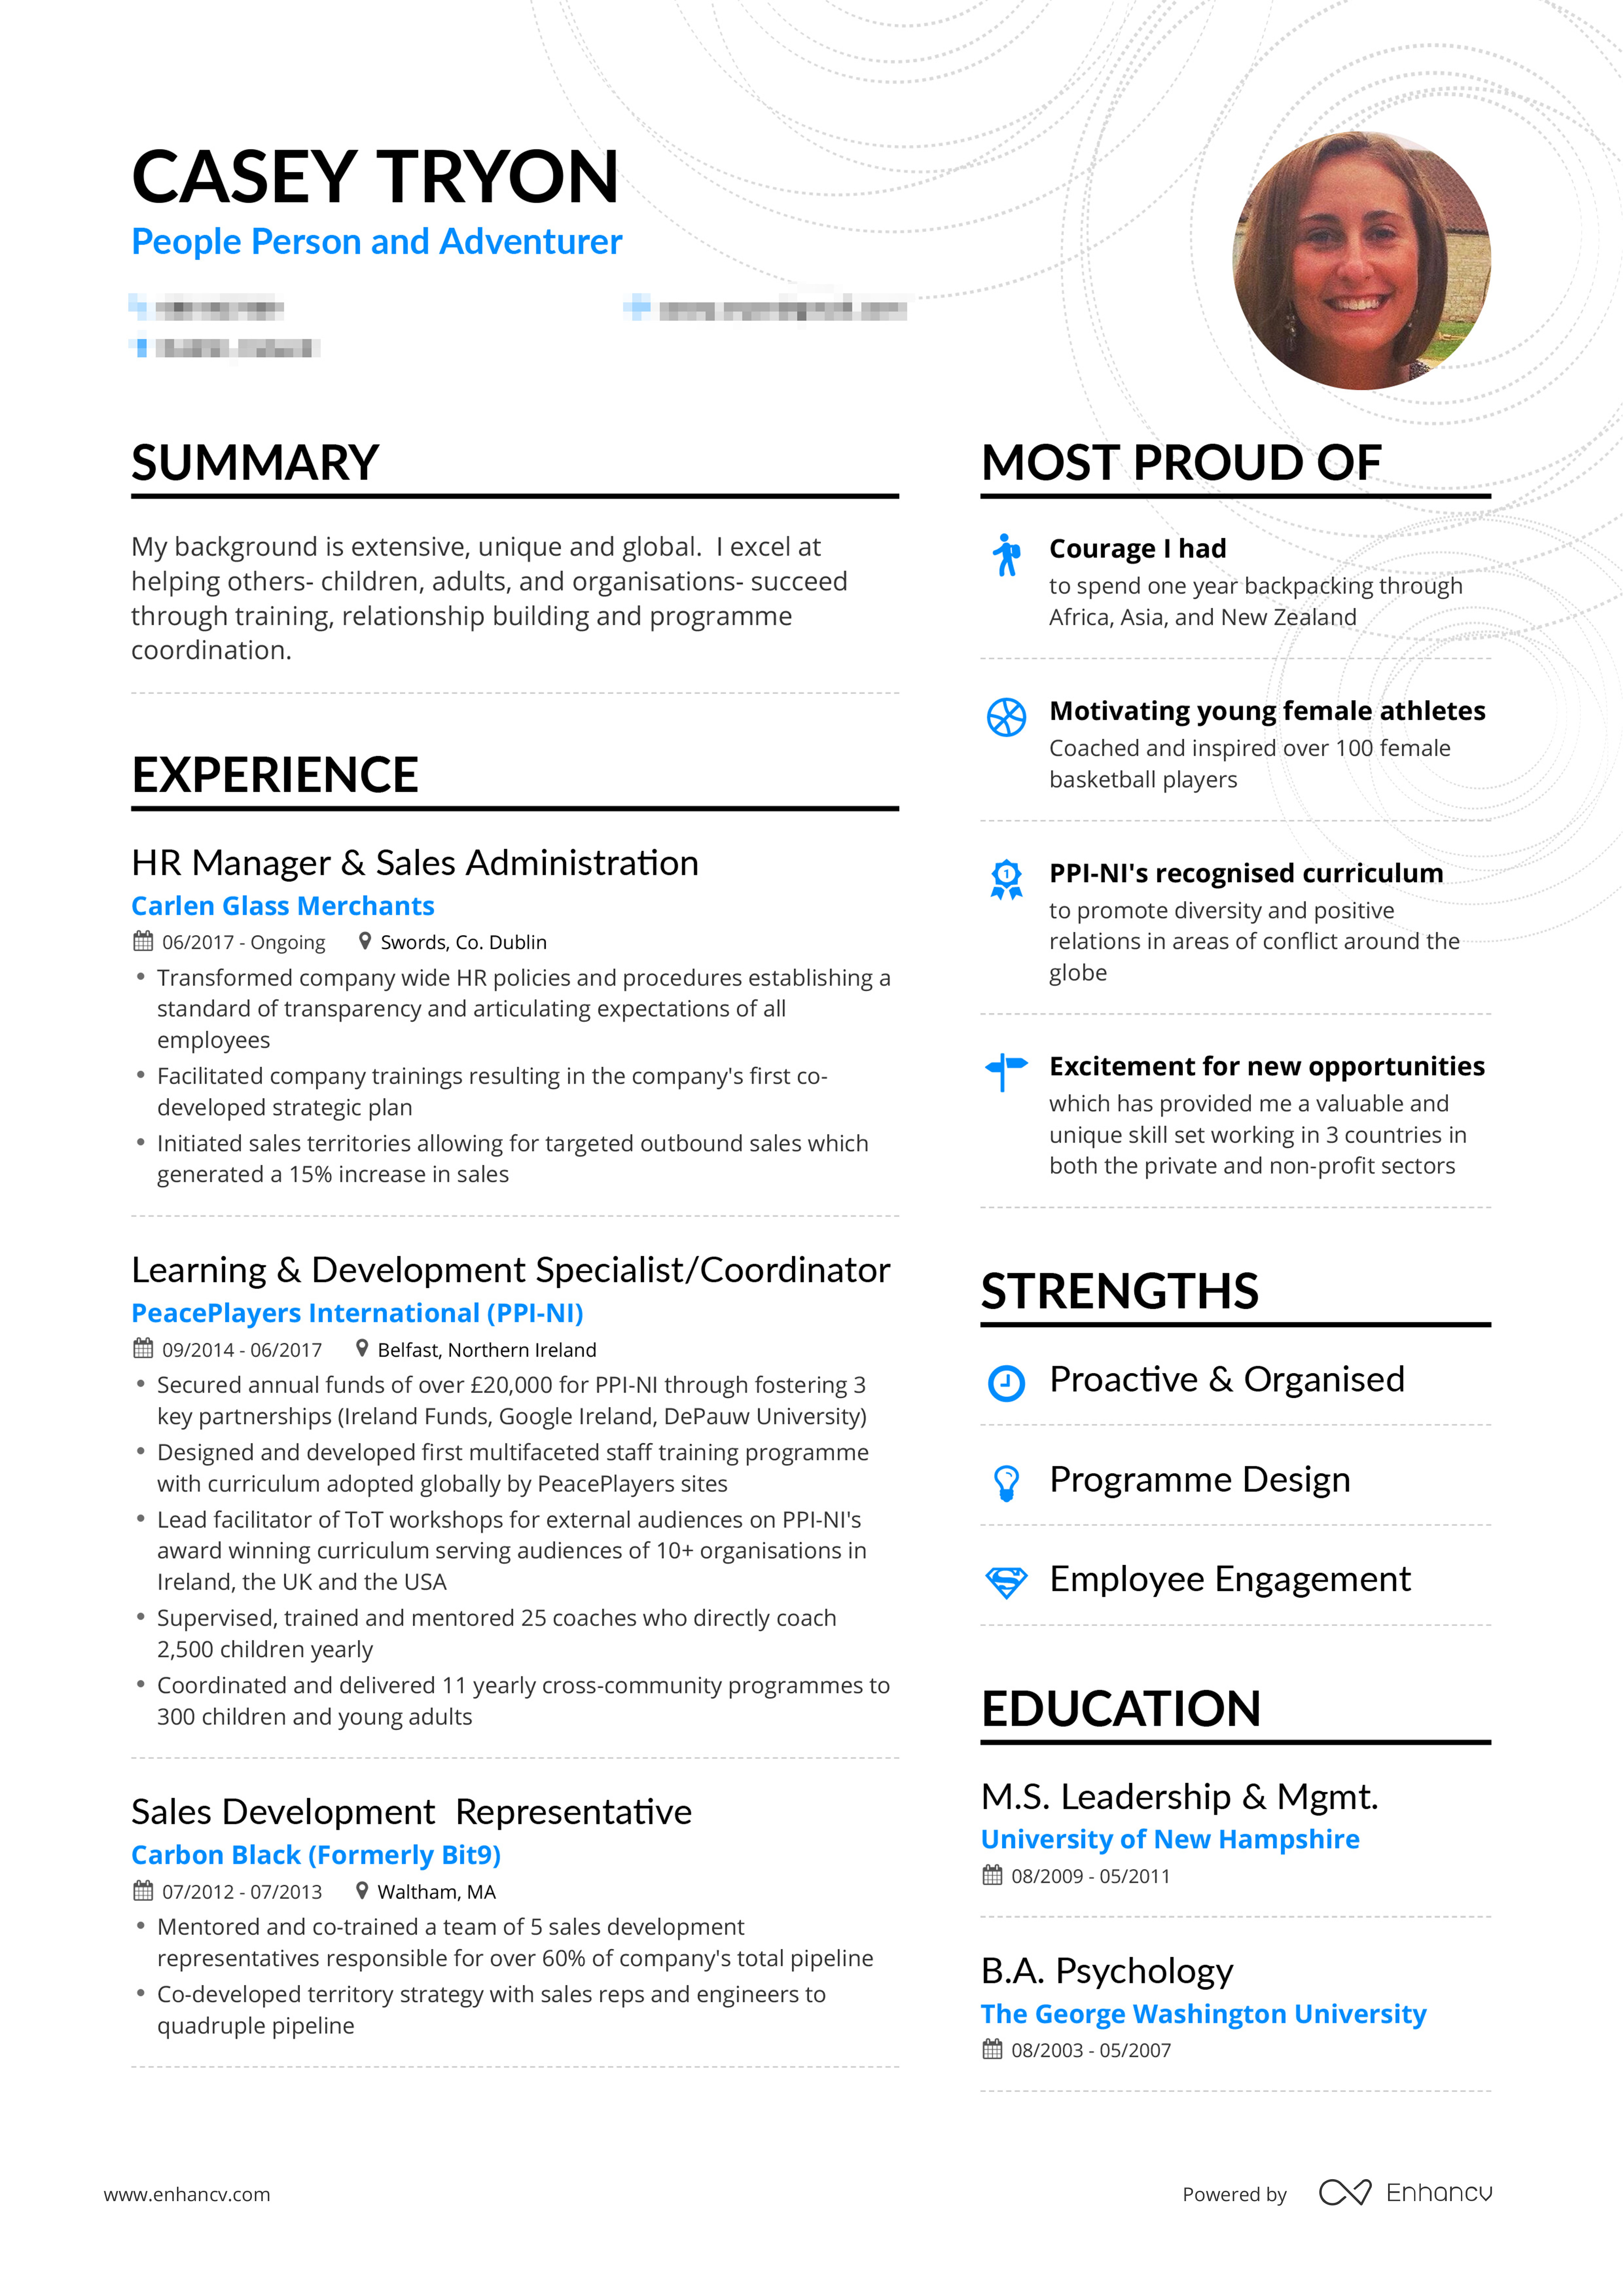 CASEY TRYON
People Person and Adventurer
SUMMARY
My background is extensive, unique and global.  I excel at
helping others- children, adults, and organisations- succeed
through training, relationship building and programme
coordination.
EXPERIENCE
HR Manager & Sales Administration
Carlen Glass Merchants
06/2017 - Ongoing Swords, Co. Dublin
• Transformed company wide HR policies and procedures establishing a
standard of transparency and articulating expectations of all
employees
• Facilitated company trainings resulting in the company's first co-
developed strategic plan
• Initiated sales territories allowing for targeted outbound sales which
generated a 15% increase in sales
Learning & Development Specialist/Coordinator
PeacePlayers International (PPI-NI)
09/2014 - 06/2017 Belfast, Northern Ireland
• Secured annual funds of over £20,000 for PPI-NI through fostering 3
key partnerships (Ireland Funds, Google Ireland, DePauw University)
• Designed and developed first multifaceted staff training programme
with curriculum adopted globally by PeacePlayers sites
• Lead facilitator of ToT workshops for external audiences on PPI-NI's
award winning curriculum serving audiences of 10+ organisations in
Ireland, the UK and the USA
• Supervised, trained and mentored 25 coaches who directly coach
2,500 children yearly
• Coordinated and delivered 11 yearly cross-community programmes to
300 children and young adults
Sales Development  Representative
Carbon Black (Formerly Bit9)
07/2012 - 07/2013 Waltham, MA
• Mentored and co-trained a team of 5 sales development
representatives responsible for over 60% of company's total pipeline
• Co-developed territory strategy with sales reps and engineers to
quadruple pipeline
MOST PROUD OF
Courage I had
to spend one year backpacking through
Africa, Asia, and New Zealand
Motivating young female athletes
Coached and inspired over 100 female
basketball players
1
PPI-NI's recognised curriculum
to promote diversity and positive
relations in areas of conflict around the
globe
Excitement for new opportunities
which has provided me a valuable and
unique skill set working in 3 countries in
both the private and non-profit sectors
STRENGTHS
Proactive & Organised
Programme Design
Employee Engagement
EDUCATION
M.S. Leadership & Mgmt.
University of New Hampshire
08/2009 - 05/2011
B.A. Psychology
The George Washington University
08/2003 - 05/2007
www.enhancv.com
Powered by Enhancv